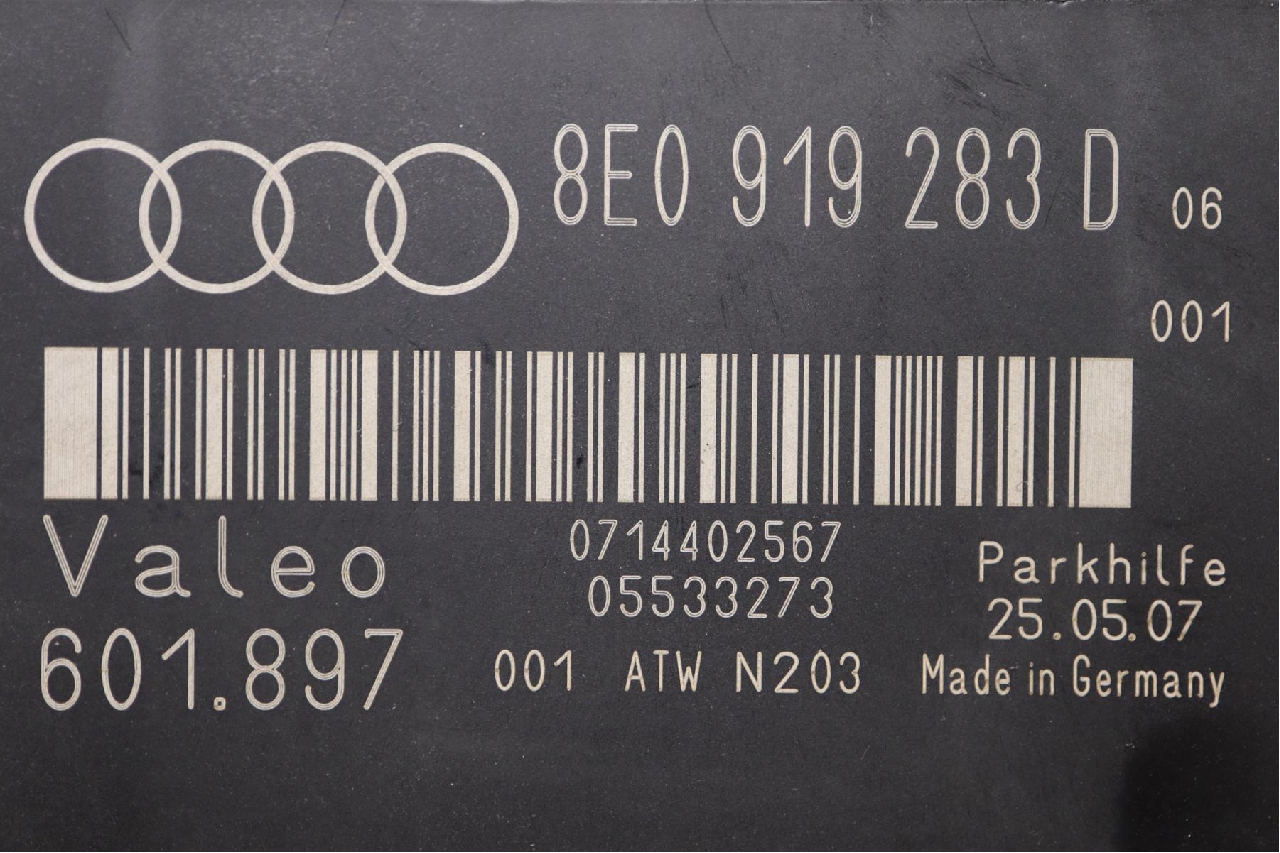 8E0 919 283 D 06
001
Valeo
0714402567
05533273
Parkhilfe
25.05.07
601.897
001 ATW N203
Made in Germany